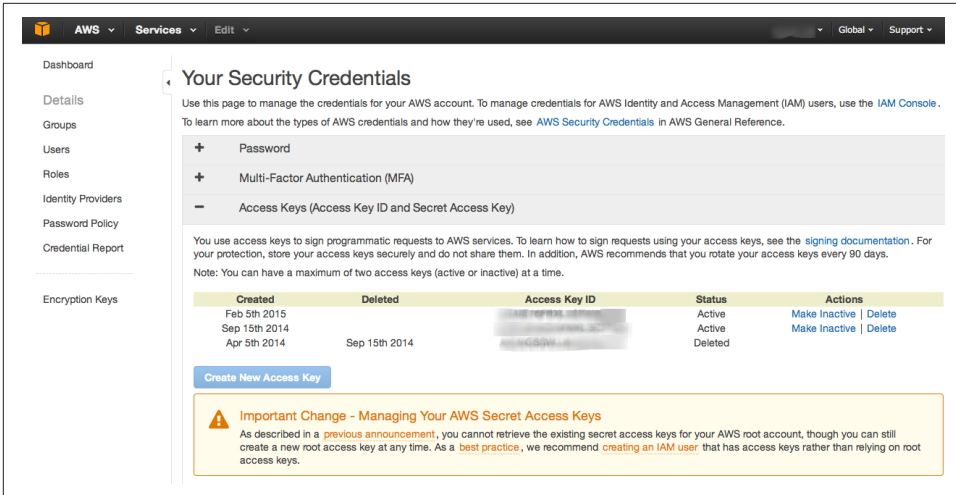 AWS Services Edit Global Support
Dashboard
Details
Groups
Users
Roles
Identity Providers
Password Policy
Credential Report
Encryption Keys
Your Security Credentials
Use this page to manage the credentials for your AWS account. To manage credentials for AWS Identity and Access Management (IAM) users, use the IAM Console.
To learn more about the types of AWS credentials and how they're used, see AWS Security Credentials in AWS General Reference.
+ Password
+ Multi-Factor Authentication (MFA)
− Access Keys (Access Key ID and Secret Access Key)
You use access keys to sign programmatic requests to AWS services. To learn how to sign requests using your access keys, see the signing documentation. For
your protection, store your access keys securely and do not share them. In addition, AWS recommends that you rotate your access keys every 90 days.
Note: You can have a maximum of two access keys (active or inactive) at a time.
Created Deleted Access Key ID Status Actions
Feb 5th 2015 Active Make Inactive | Delete
Sep 15th 2014 Active Make Inactive | Delete
Apr 5th 2014 Sep 15th 2014 Deleted
Create New Access Key
Important Change - Managing Your AWS Secret Access Keys
As described in a previous announcement, you cannot retrieve the existing secret access keys for your AWS root account, though you can still
create a new root access key at any time. As a best practice, we recommend creating an IAM user that has access keys rather than relying on root
access keys.